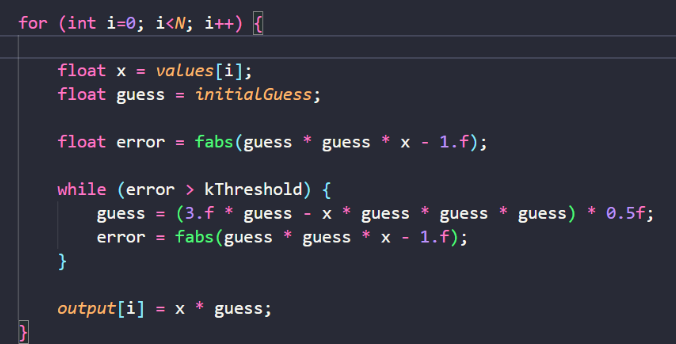 for (int i=0; i<N; i++) {
float x = values[i];
float guess = initialGuess;
float error = fabs(guess * guess * x - 1.f);
while (error > kThreshold) {
guess = (3.f * guess - x * guess * guess * guess) * 0.5f;
error = fabs(guess * guess * x - 1.f);
}
output[i] = x * guess;
}